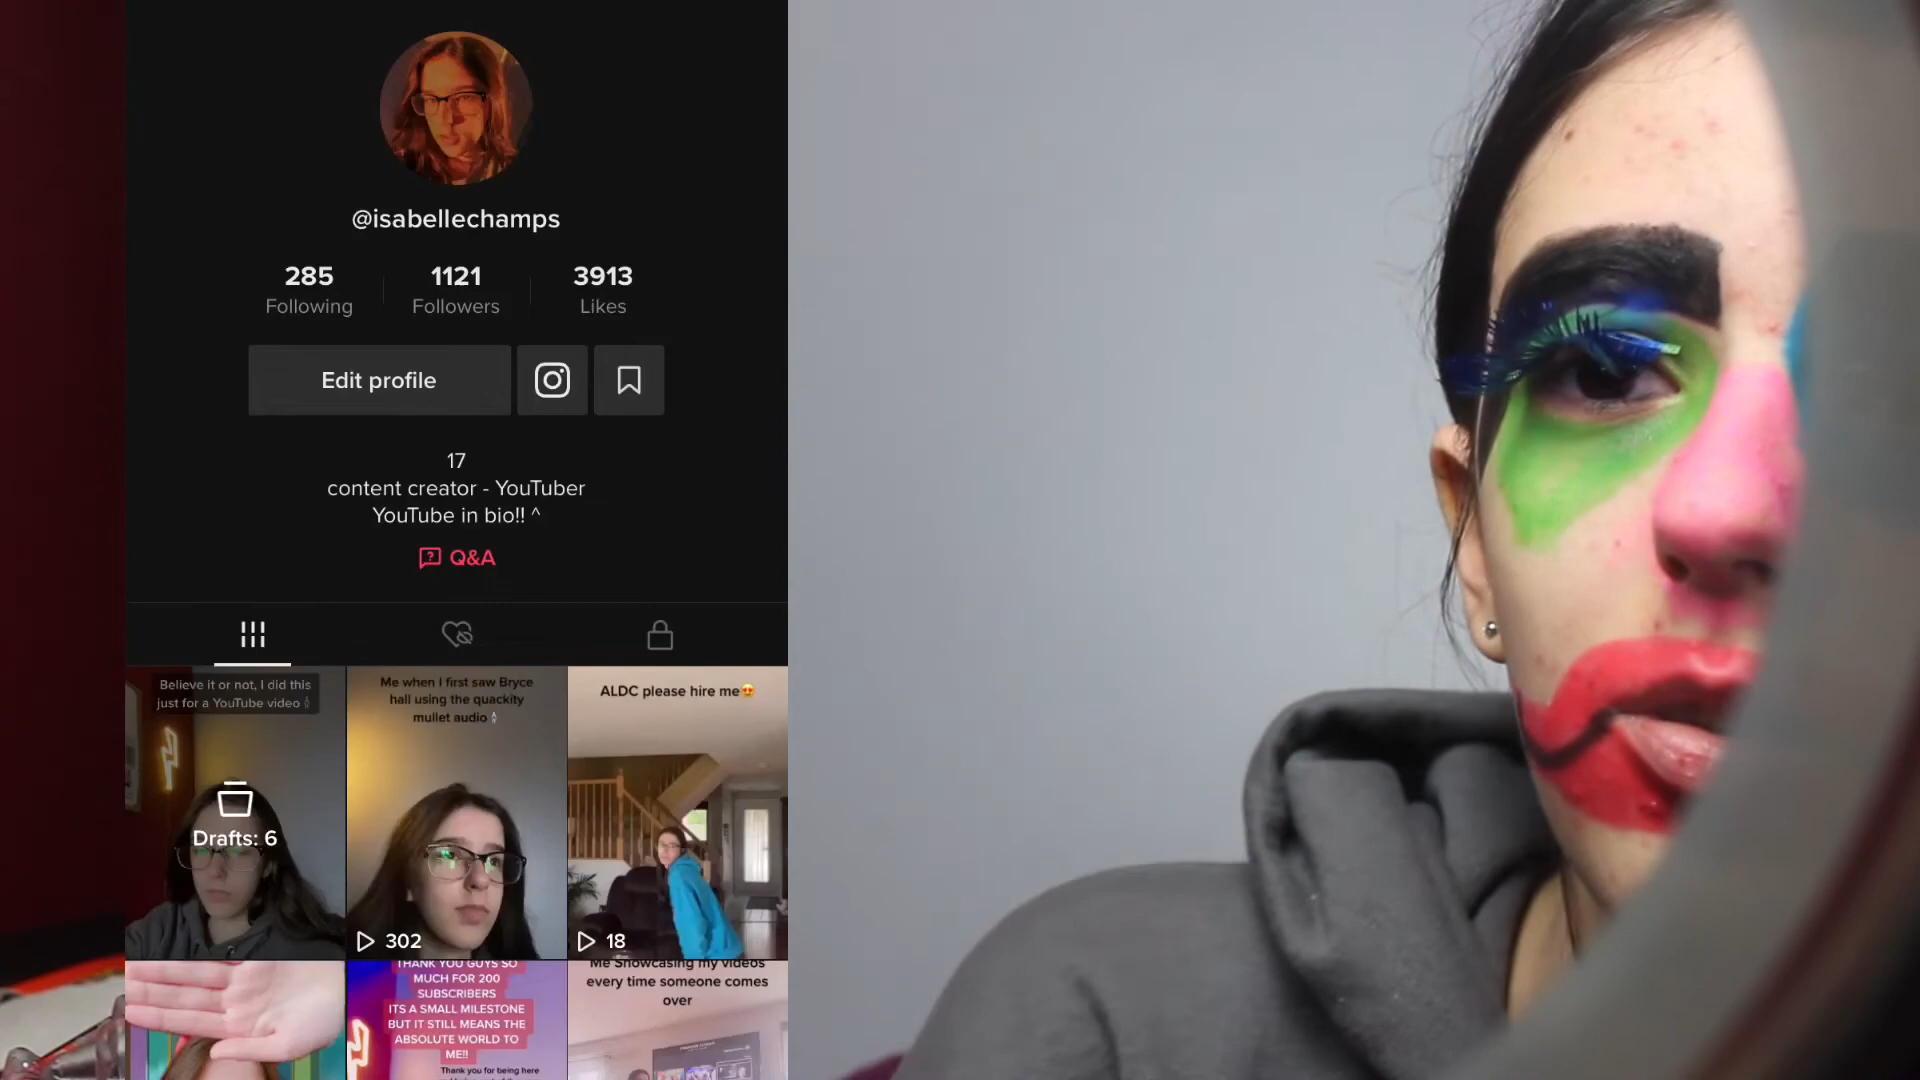 @isabellechamps
285
1121
3913
Following
Followers
Likes
Edit profile
17
content creator - YouTuber
YouTube in bio!! ^
Q&A
Believe it or not, I did this
just for a YouTube video
Drafts: 6
Me when I first saw Bryce
hall using the quackity
mullet audio
302
ALDC please hire me😍
18
THANK YOU GUYS SO
MUCH FOR 200
SUBSCRIBERS
ITS A SMALL MILESTONE
BUT IT STILL MEANS THE
ABSOLUTE WORLD TO
ME!!
Thank you for being here
Me Showcasing my videos
every time someone comes
over